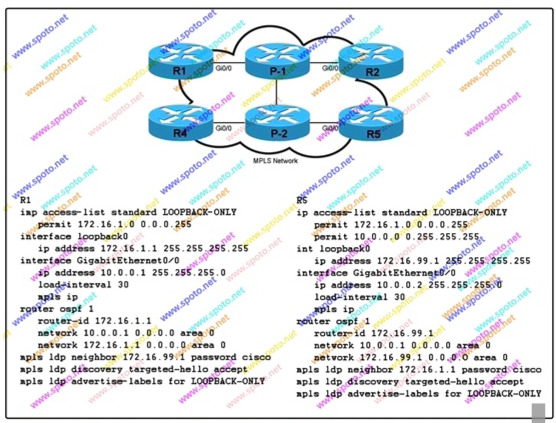 R1
P-1
R2
Gi0/0
Gi0/0
R4
P-2
R5
Gi0/0
Gi0/0
MPLS Network
R1
iap access-list standard LOOPBACK-ONLY
permit 172.16.1.0 0.0.0.255
interface loopback0
ip address 172.16.1.1 255.255.255.255
interface GigabitEthernet0/0
ip address 10.0.0.1 255.255.255.0
load-interval 30
mpls ip
router ospf 1
router-id 172.16.1.1
network 10.0.0.1 0.0.0.0 area 0
network 172.16.1.1 0.0.0.0 area 0
mpls ldp neighbor 172.16.99.1 password cisco
mpls ldp discovery targeted-hello accept
mpls ldp advertise-labels for LOOPBACK-ONLY
R5
ip access-list standard LOOPBACK-ONLY
permit 172.16.0.0 0.0.0.255
permit 10.0.0.0 0.255.255.255
int loopback0
ip address 172.16.99.1 255.255.255.255
interface GigabitEthernet0/0
ip address 10.0.0.2 255.255.255.0
load-interval 30
mpls ip
router ospf 1
router-id 172.16.99.1
network 10.0.0.1 0.0.0.0 area 0
network 172.16.99.1 0.0.0.0 area 0
mpls ldp neighbor 172.16.1.1 password cisco
mpls ldp discovery targeted-hello accept
mpls ldp advertise-labels for LOOPBACK-ONLY
www.spoto.net